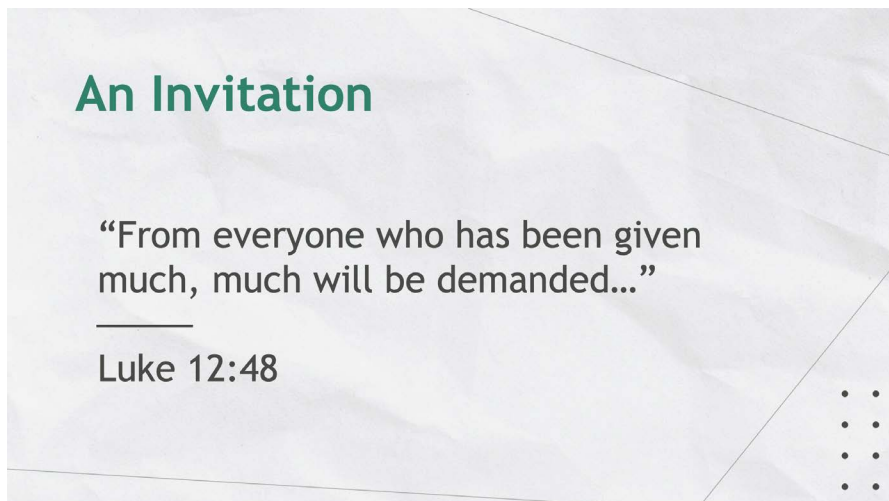 An Invitation
“From everyone who has been given
much, much will be demanded…”
Luke 12:48